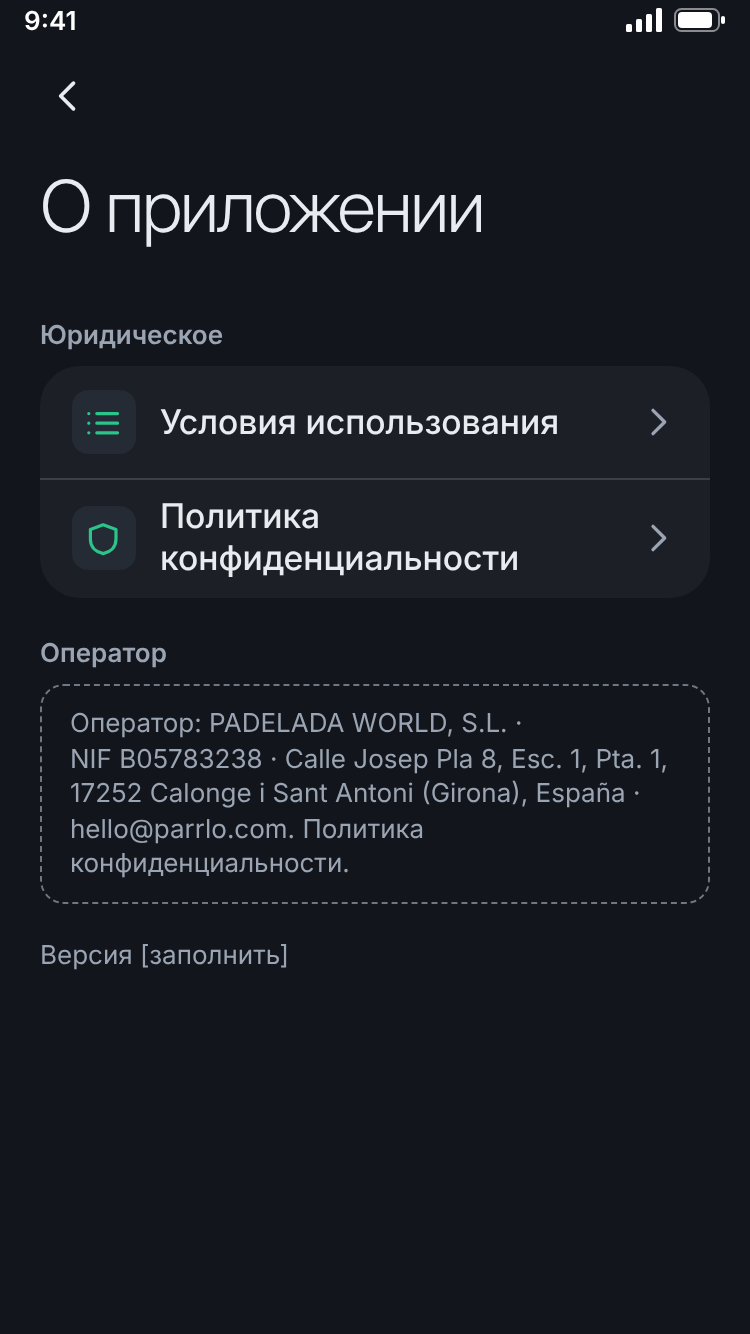 9:41
О приложении
Юридическое
Условия использования
Политика
конфиденциальности
Оператор
Оператор: PADELADA WORLD, S.L. ·
NIF B05783238 · Calle Josep Pla 8, Esc. 1, Pta. 1,
17252 Calonge i Sant Antoni (Girona), España ·
hello@parrlo.com. Политика
конфиденциальности.
Версия [заполнить]